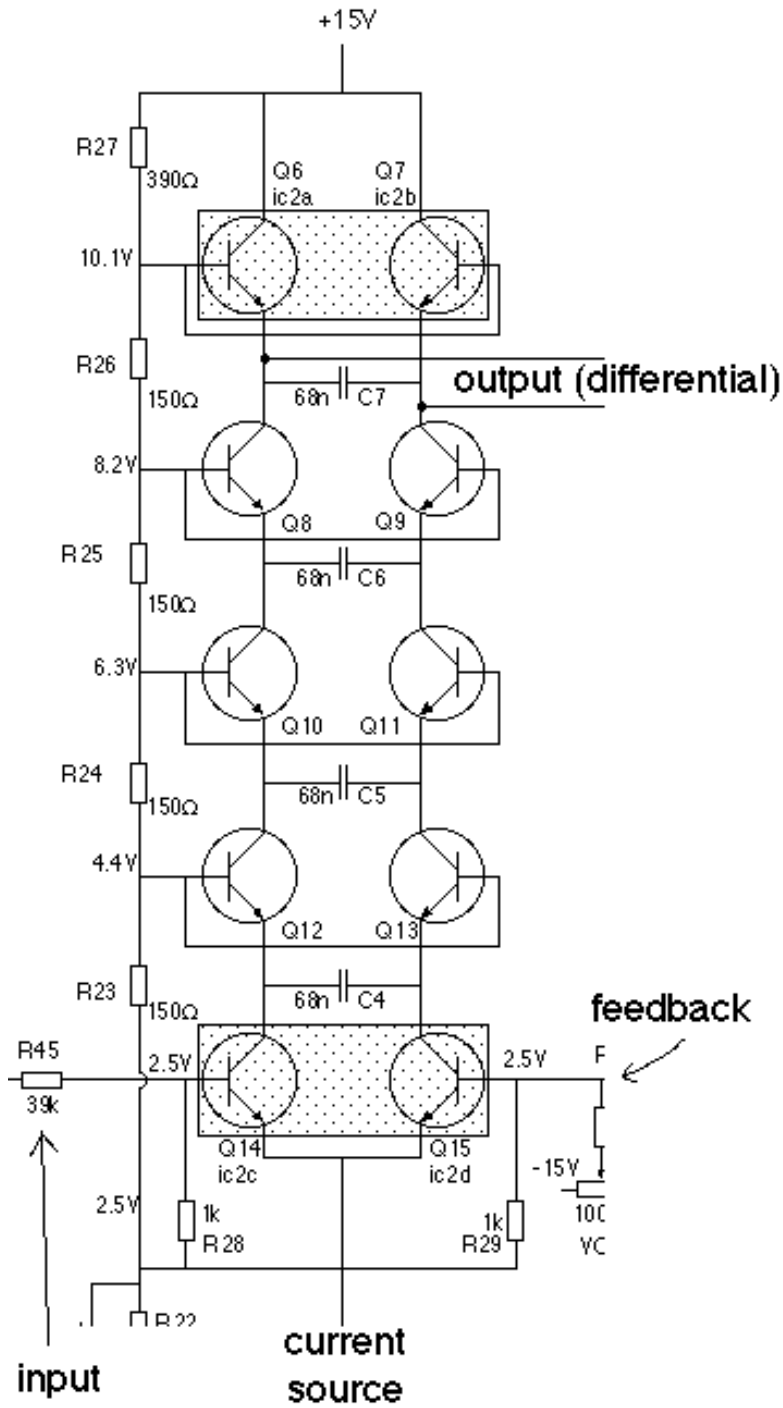 +15V
R27
390Ω
Q6
ic2a
Q7
ic2b
10.1V
R26
150Ω
output (differential)
68n C7
8.2V
Q8
Q9
R25
150Ω
68n C6
6.3V
Q10
Q11
R24
150Ω
68n C5
4.4V
Q12
Q13
R23
150Ω
68n C4
feedback
R45
39k
2.5V
2.5V
Q14
ic2c
Q15
ic2d
-15V
2.5V
1k
R28
1k
R29
100
R22
input
current
source